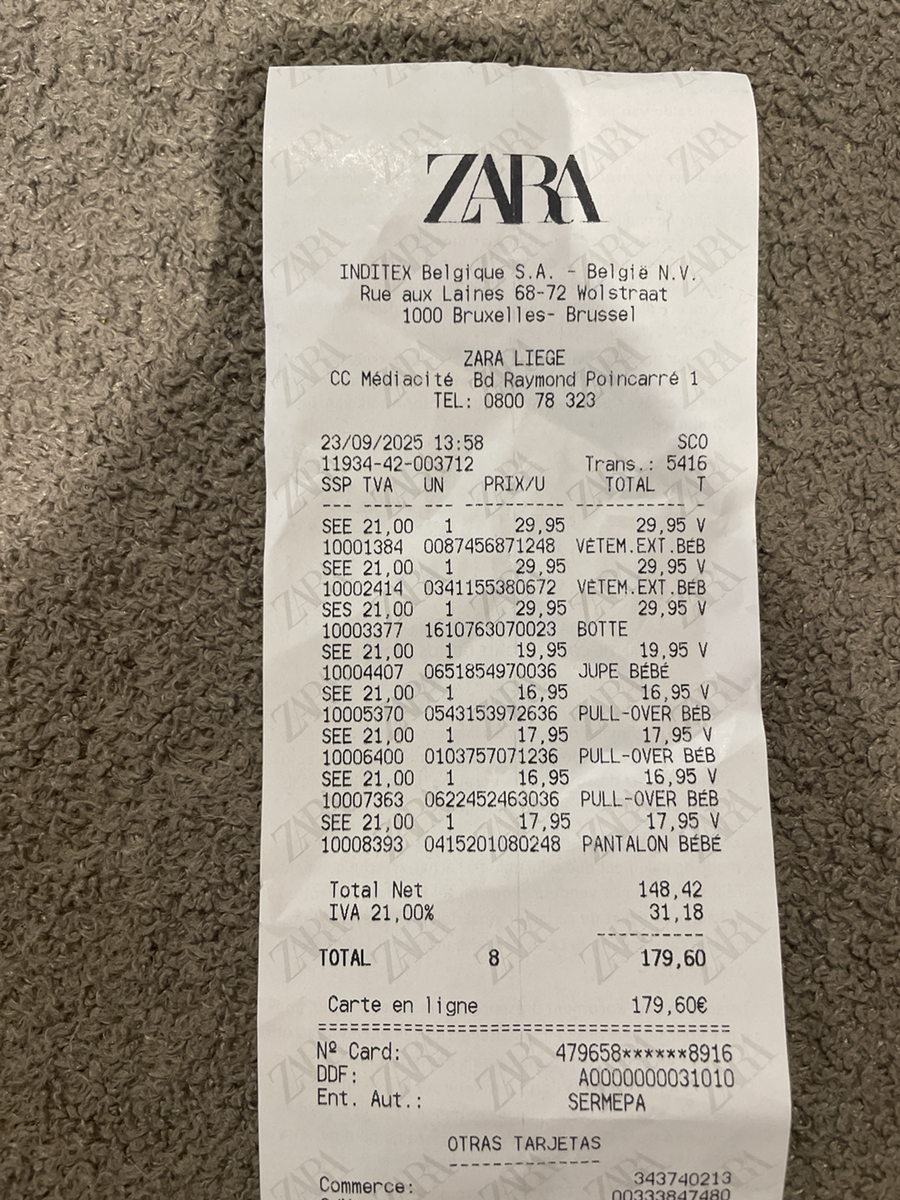 ZARA
INDITEX Belgique S.A. - België N.V.
Rue aux Laines 68-72 Wolstraat
1000 Bruxelles- Brussel
ZARA LIEGE
CC Médiacité Bd Raymond Poincarré 1
TEL: 0800 78 323
23/09/2025 13:58 SCO
11934-42-003712 Trans.: 5416
SSP TVA UN PRIX/U TOTAL T
--- ----- --- ---------- ---------- -
SEE 21,00 1 29,95 29,95 V
10001384 0087456871248 VÊTEM.EXT.BÉB
SEE 21,00 1 29,95 29,95 V
10002414 0341155380672 VÊTEM.EXT.BÉB
SES 21,00 1 29,95 29,95 V
10003377 1610763070023 BOTTE
SEE 21,00 1 19,95 19,95 V
10004407 0651854970036 JUPE BÉBÉ
SEE 21,00 1 16,95 16,95 V
10005370 0543153972636 PULL-OVER BÉB
SEE 21,00 1 17,95 17,95 V
10006400 0103757071236 PULL-OVER BÉB
SEE 21,00 1 16,95 16,95 V
10007363 0622452463036 PULL-OVER BÉB
SEE 21,00 1 17,95 17,95 V
10008393 0415201080248 PANTALON BÉBÉ
Total Net 148,42
IVA 21,00% 31,18
---------
TOTAL 8 179,60
Carte en ligne 179,60€
========================================
Nº Card: 479658******8916
DDF: A0000000031010
Ent. Aut.: SERMEPA
OTRAS TARJETAS
---------------
Commerce: 343740213
00333847480